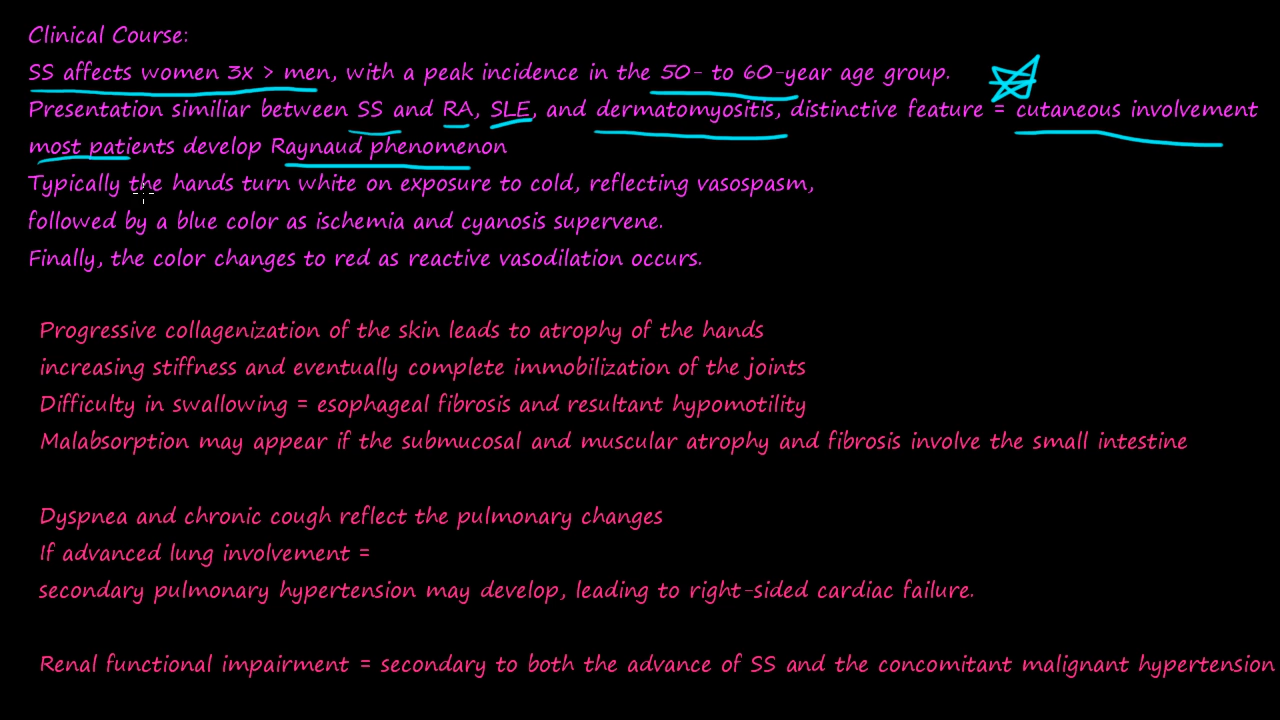 Clinical Course:
SS affects women 3x > men, with a peak incidence in the 50- to 60-year age group.
Presentation similiar between SS and RA, SLE, and dermatomyositis, distinctive feature = cutaneous involvement
most patients develop Raynaud phenomenon
Typically the hands turn white on exposure to cold, reflecting vasospasm,
followed by a blue color as ischemia and cyanosis supervene.
Finally, the color changes to red as reactive vasodilation occurs.
Progressive collagenization of the skin leads to atrophy of the hands
increasing stiffness and eventually complete immobilization of the joints
Difficulty in swallowing = esophageal fibrosis and resultant hypomotility
Malabsorption may appear if the submucosal and muscular atrophy and fibrosis involve the small intestine
Dyspnea and chronic cough reflect the pulmonary changes
If advanced lung involvement =
secondary pulmonary hypertension may develop, leading to right-sided cardiac failure.
Renal functional impairment = secondary to both the advance of SS and the concomitant malignant hypertension